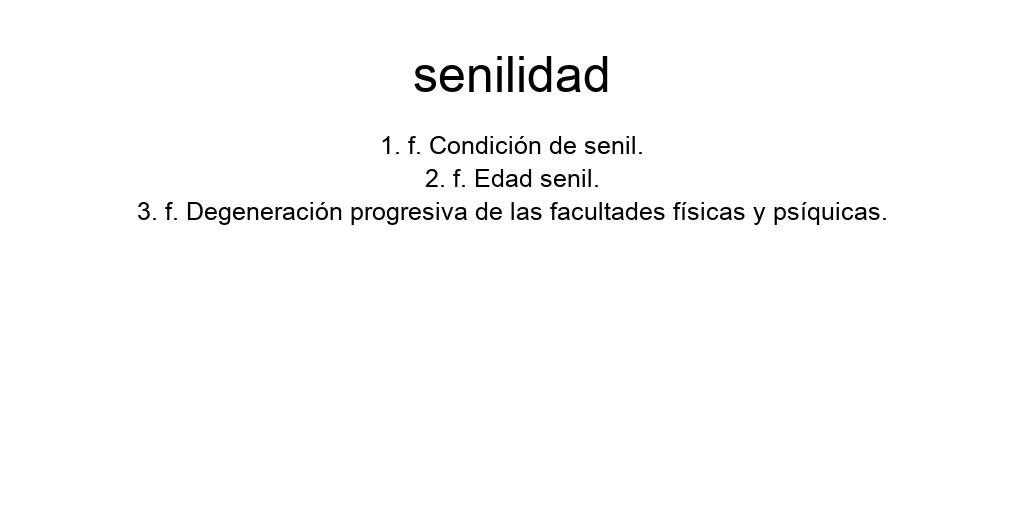 senilidad
1. f. Condición de senil.
2. f. Edad senil.
3. f. Degeneración progresiva de las facultades físicas y psíquicas.